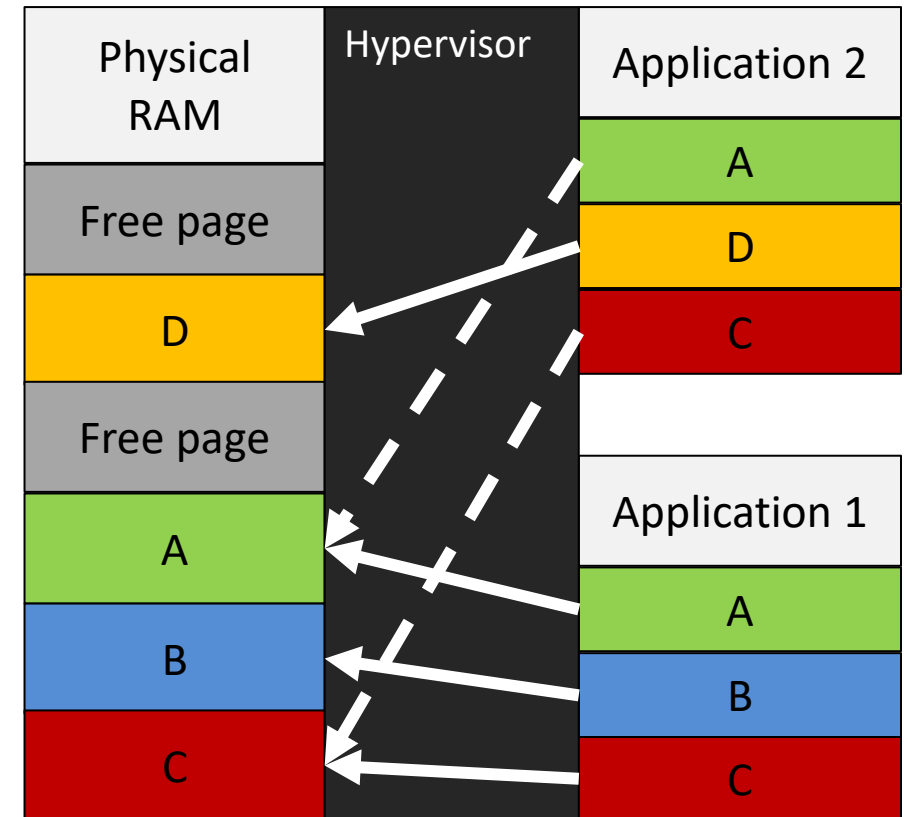 Physical
RAM
Free page
D
Free page
A
B
C
Hypervisor
Application 2
A
D
C
Application 1
A
B
C